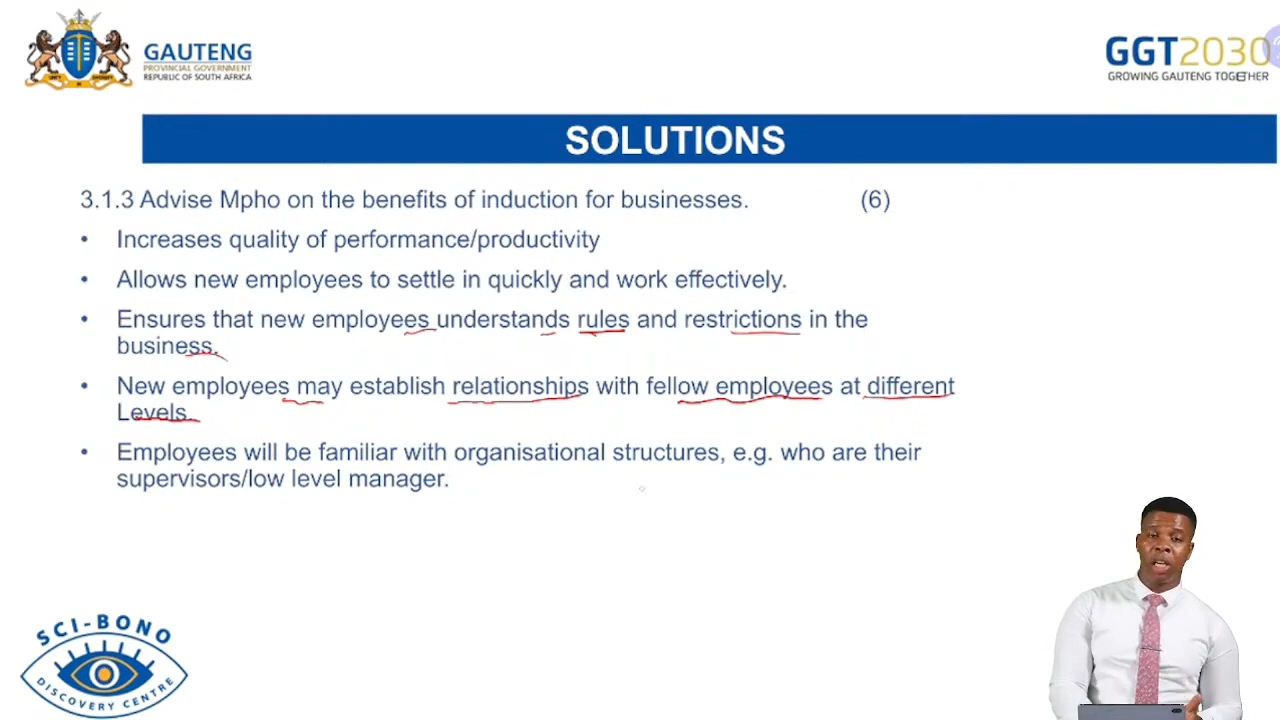 GAUTENG
PROVINCIAL GOVERNMENT
REPUBLIC OF SOUTH AFRICA
GGT2030
GROWING GAUTENG TOGETHER
SOLUTIONS
3.1.3 Advise Mpho on the benefits of induction for businesses. (6)
• Increases quality of performance/productivity
• Allows new employees to settle in quickly and work effectively.
• Ensures that new employees understands rules and restrictions in the
business.
• New employees may establish relationships with fellow employees at different
Levels.
• Employees will be familiar with organisational structures, e.g. who are their
supervisors/low level manager.
SCI-BONO
DISCOVERY CENTRE